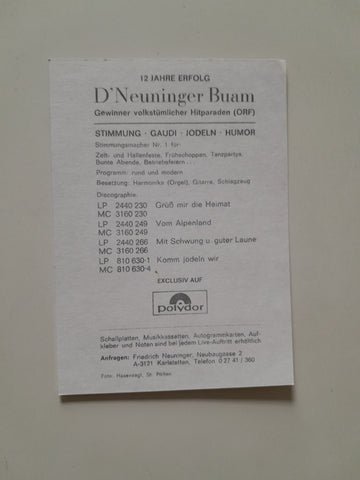 12 JAHRE ERFOLG
D'Neuninger Buam
Gewinner volkstümlicher Hitparaden (ORF)
STIMMUNG · GAUDI · JODELN · HUMOR
Stimmungsmacher Nr. 1 für:
Zelt- und Hallenfeste, Frühschoppen, Tanzpartys
Bunte Abende, Betriebsfeiern . . .
Programm: rund und modern
Besetzung: Harmonika (Orgel), Gitarre, Schlagzeug
Discographie:
LP 2440 230 Grüß mir die Heimat
MC 3160 230
LP 2440 249 Vom Alpenland
MC 3160 249
LP 2440 266 Mit Schwung u. guter Laune
MC 3160 266
LP 810 630-1 Komm jodeln wir
MC 810 630-4
EXCLUSIV AUF
Polydor
Schallplatten, Musikkassetten, Autogrammkarten, Auf-
kleber und Noten sind bei jedem Live-Auftritt erhältlich
Anfragen: Friedrich Neuninger, Neubaugasse 2
A-3121 Karlstetten, Telefon 0 27 41 / 360
Foto: Hasenzagl, St. Pölten